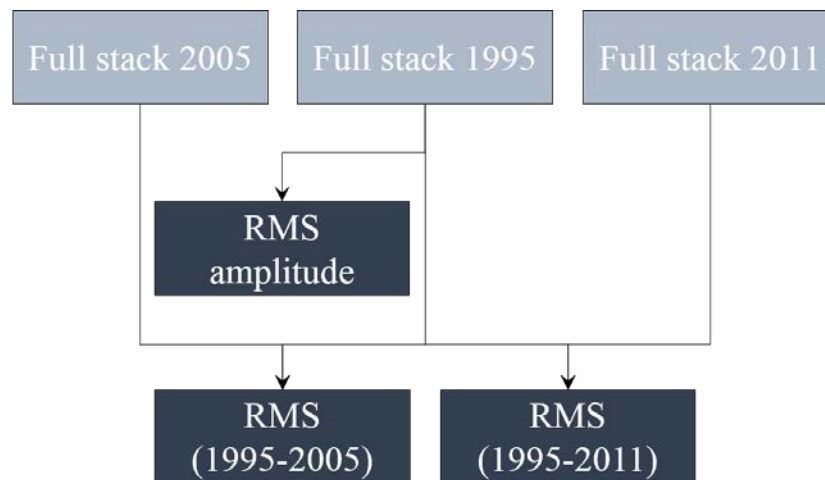 Full stack 2005
Full stack 1995
Full stack 2011
RMS
amplitude
RMS
(1995-2005)
RMS
(1995-2011)